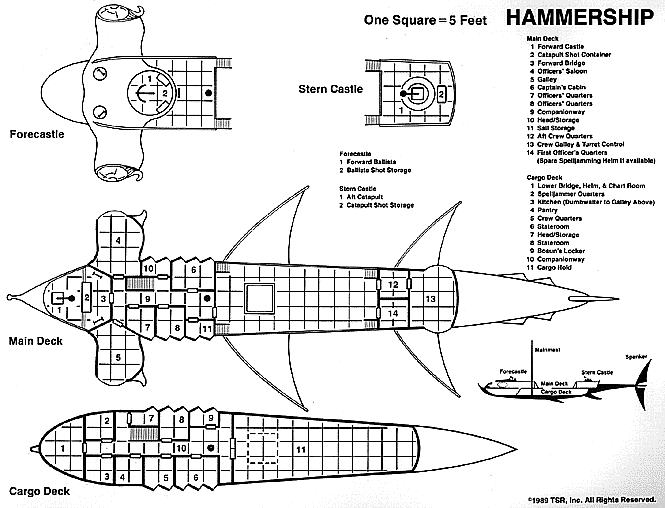 One Square = 5 Feet
HAMMERSHIP
Main Deck
1 Forward Castle
2 Catapult Shot Container
3 Forward Bridge
4 Officers' Saloon
5 Galley
6 Captain's Cabin
7 Officers' Quarters
8 Officers' Quarters
9 Companionway
10 Head/Storage
11 Sail Storage
12 Aft Crew Quarters
13 Crew Galley & Turret Control
14 First Officer's Quarters
(Spare Spelljamming Helm if available)
Cargo Deck
1 Lower Bridge, Helm, & Chart Room
2 Spelljammer Quarters
3 Kitchen (Dumbwaiter to Galley Above)
4 Pantry
5 Crew Quarters
6 Stateroom
7 Head/Storage
8 Stateroom
9 Bosun's Locker
10 Companionway
11 Cargo Hold
1
2
Forecastle
Stern Castle
1
2
Forecastle
1 Forward Ballista
2 Ballista Shot Storage
Stern Castle
1 Aft Catapult
2 Catapult Shot Storage
4
10
6
1
2
3
9
12
13
14
7
8
11
5
Main Deck
Mainmast
Spanker
Forecastle
Stern Castle
Main Deck
Cargo Deck
2
7
8
9
1
10
11
3
4
5
6
Cargo Deck
©1989 TSR, Inc. All Rights Reserved.